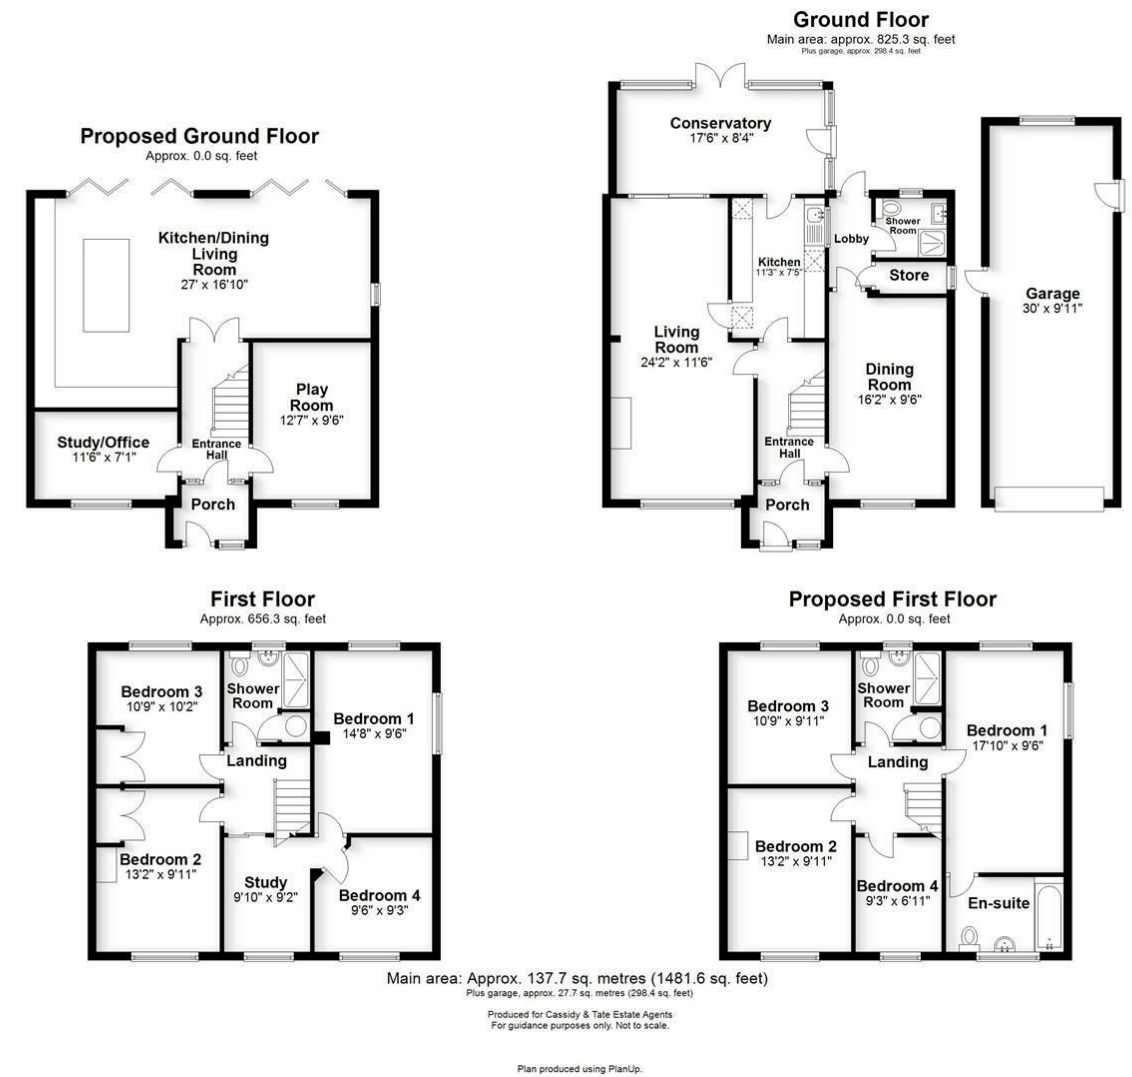 Proposed Ground Floor
Approx. 0.0 sq. feet
Kitchen/Dining
Living
Room
27' x 16'10"
Play
Room
12'7" x 9'6"
Study/Office
11'6" x 7'1"
Entrance
Hall
Porch
Ground Floor
Main area: approx. 825.3 sq. feet
Plus garage, approx. 298.4 sq. feet
Conservatory
17'6" x 8'4"
Shower
Room
Lobby
Kitchen
11'3" x 7'5"
Store
Living
Room
24'2" x 11'6"
Dining
Room
16'2" x 9'6"
Entrance
Hall
Porch
Garage
30' x 9'11"
First Floor
Approx. 656.3 sq. feet
Bedroom 3
10'9" x 10'2"
Shower
Room
Bedroom 1
14'8" x 9'6"
Landing
Bedroom 2
13'2" x 9'11"
Study
9'10" x 9'2"
Bedroom 4
9'6" x 9'3"
Proposed First Floor
Approx. 0.0 sq. feet
Bedroom 3
10'9" x 9'11"
Shower
Room
Bedroom 1
17'10" x 9'6"
Landing
Bedroom 2
13'2" x 9'11"
Bedroom 4
9'3" x 6'11"
En-suite
Main area: Approx. 137.7 sq. metres (1481.6 sq. feet)
Plus garage, approx. 27.7 sq. metres (298.4 sq. feet)
Produced for Cassidy & Tate Estate Agents
For guidance purposes only. Not to scale.
Plan produced using PlanUp.